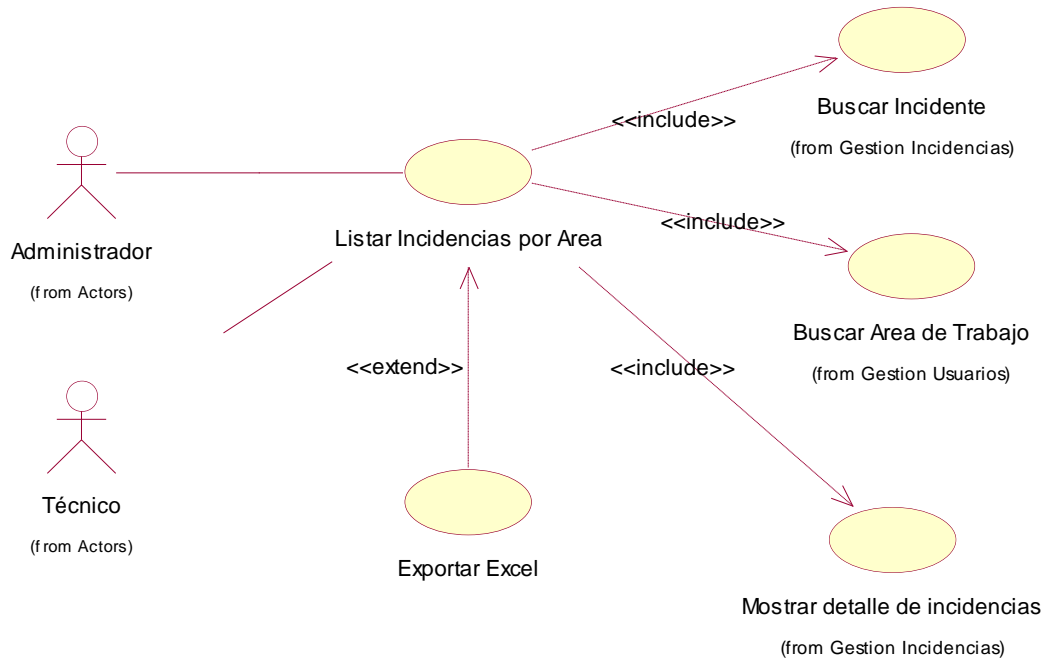 Buscar Incidente
(from Gestion Incidencias)
<<include>>
Administrador
(from Actors)
Listar Incidencias por Area
<<include>>
Buscar Area de Trabajo
(from Gestion Usuarios)
<<extend>>
<<include>>
Técnico
(from Actors)
Exportar Excel
Mostrar detalle de incidencias
(from Gestion Incidencias)